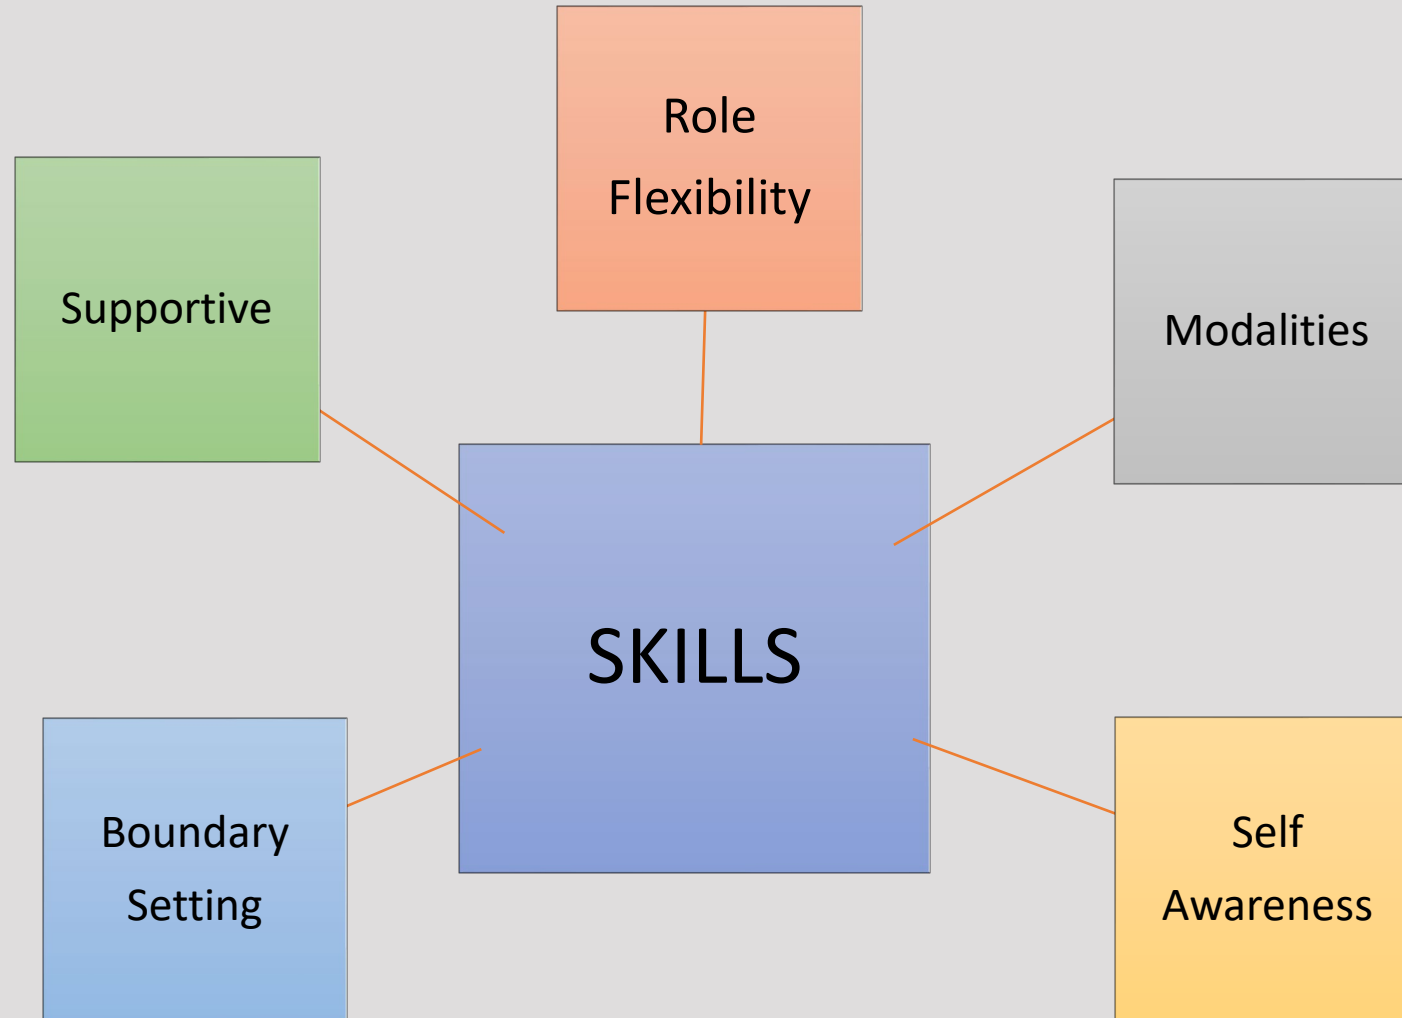 Role
Flexibility
Supportive
Modalities
SKILLS
Boundary
Setting
Self
Awareness